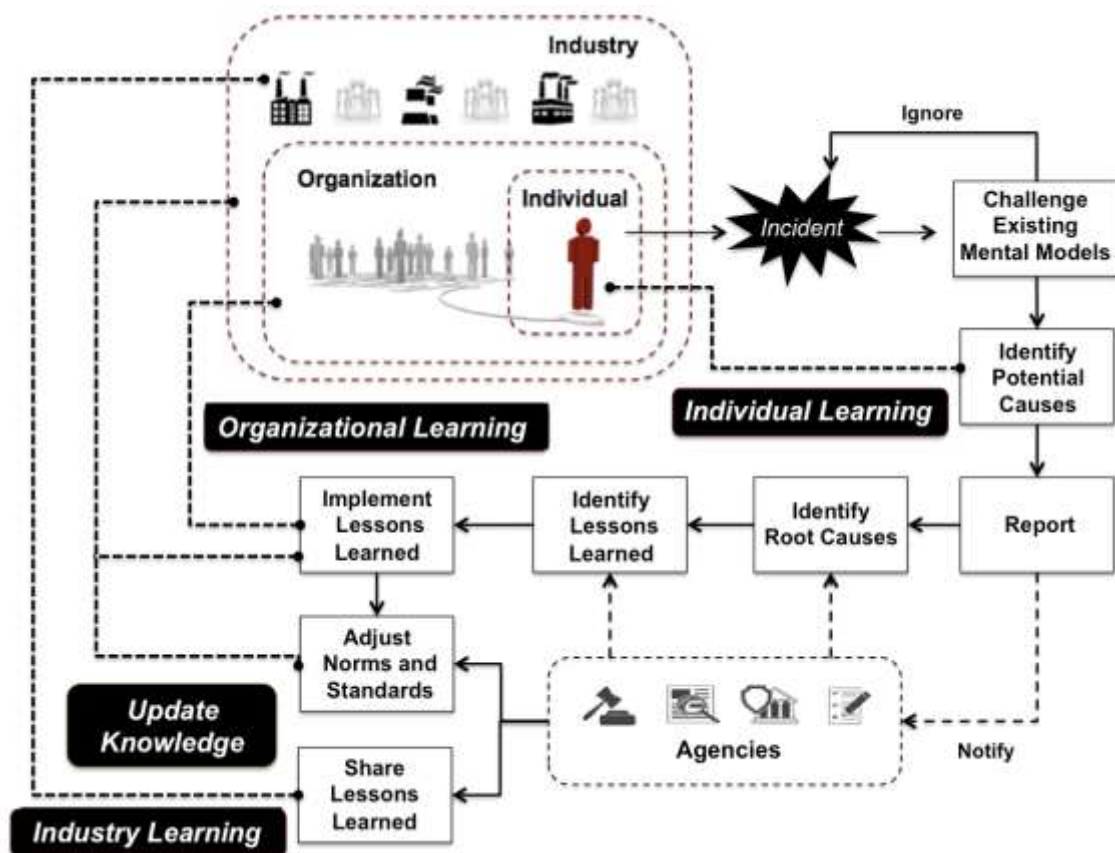 Industry
Ignore
Organization
Individual
Incident
Challenge
Existing
Mental Models
Identify
Potential
Causes
Organizational Learning
Individual Learning
Implement
Lessons
Learned
Identify
Lessons
Learned
Identify
Root Causes
Report
Adjust
Norms and
Standards
Update
Knowledge
Agencies
Notify
Share
Lessons
Learned
Industry Learning